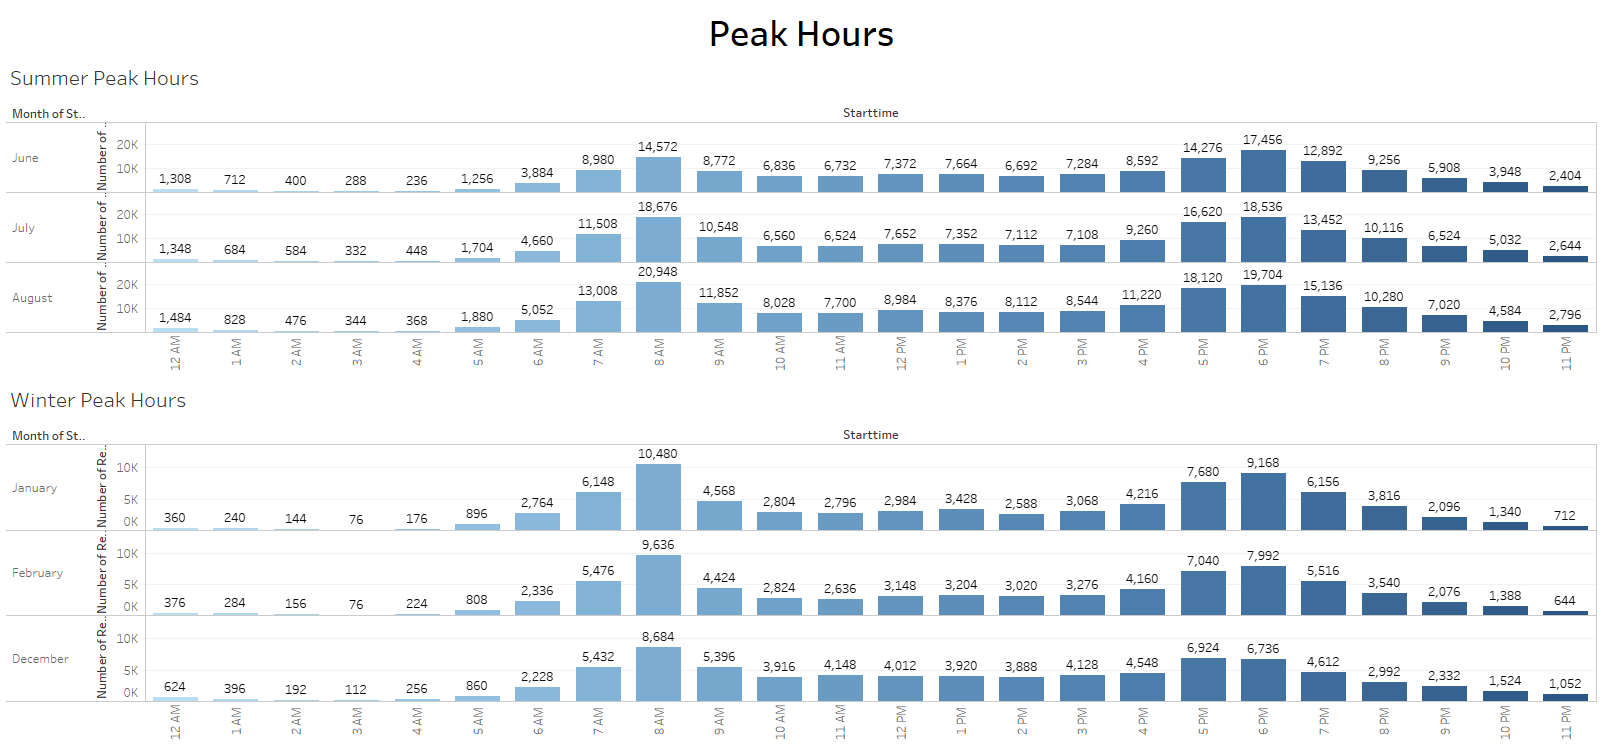 Peak Hours
Summer Peak Hours
Month of St..
Starttime
June
Number of ..
20K
10K
1,308 712 400 288 236 1,256 3,884 8,980 14,572 8,772 6,836 6,732 7,372 7,664 6,692 7,284 8,592 14,276 17,456 12,892 9,256 5,908 3,948 2,404
July
Number of ..
20K
10K
1,348 684 584 332 448 1,704 4,660 11,508 18,676 10,548 6,560 6,524 7,652 7,352 7,112 7,108 9,260 16,620 18,536 13,452 10,116 6,524 5,032 2,644
August
Number of ..
20K
10K
1,484 828 476 344 368 1,880 5,052 13,008 20,948 11,852 8,028 7,700 8,984 8,376 8,112 8,544 11,220 18,120 19,704 15,136 10,280 7,020 4,584 2,796
12 AM 1 AM 2 AM 3 AM 4 AM 5 AM 6 AM 7 AM 8 AM 9 AM 10 AM 11 AM 12 PM 1 PM 2 PM 3 PM 4 PM 5 PM 6 PM 7 PM 8 PM 9 PM 10 PM 11 PM
Winter Peak Hours
Month of St..
Starttime
January
Number of Re..
10K
5K
0K
360 240 144 76 176 896 2,764 6,148 10,480 4,568 2,804 2,796 2,984 3,428 2,588 3,068 4,216 7,680 9,168 6,156 3,816 2,096 1,340 712
February
Number of Re..
10K
5K
0K
376 284 156 76 224 808 2,336 5,476 9,636 4,424 2,824 2,636 3,148 3,204 3,020 3,276 4,160 7,040 7,992 5,516 3,540 2,076 1,388 644
December
Number of Re..
10K
5K
0K
624 396 192 112 256 860 2,228 5,432 8,684 5,396 3,916 4,148 4,012 3,920 3,888 4,128 4,548 6,924 6,736 4,612 2,992 2,332 1,524 1,052
12 AM 1 AM 2 AM 3 AM 4 AM 5 AM 6 AM 7 AM 8 AM 9 AM 10 AM 11 AM 12 PM 1 PM 2 PM 3 PM 4 PM 5 PM 6 PM 7 PM 8 PM 9 PM 10 PM 11 PM